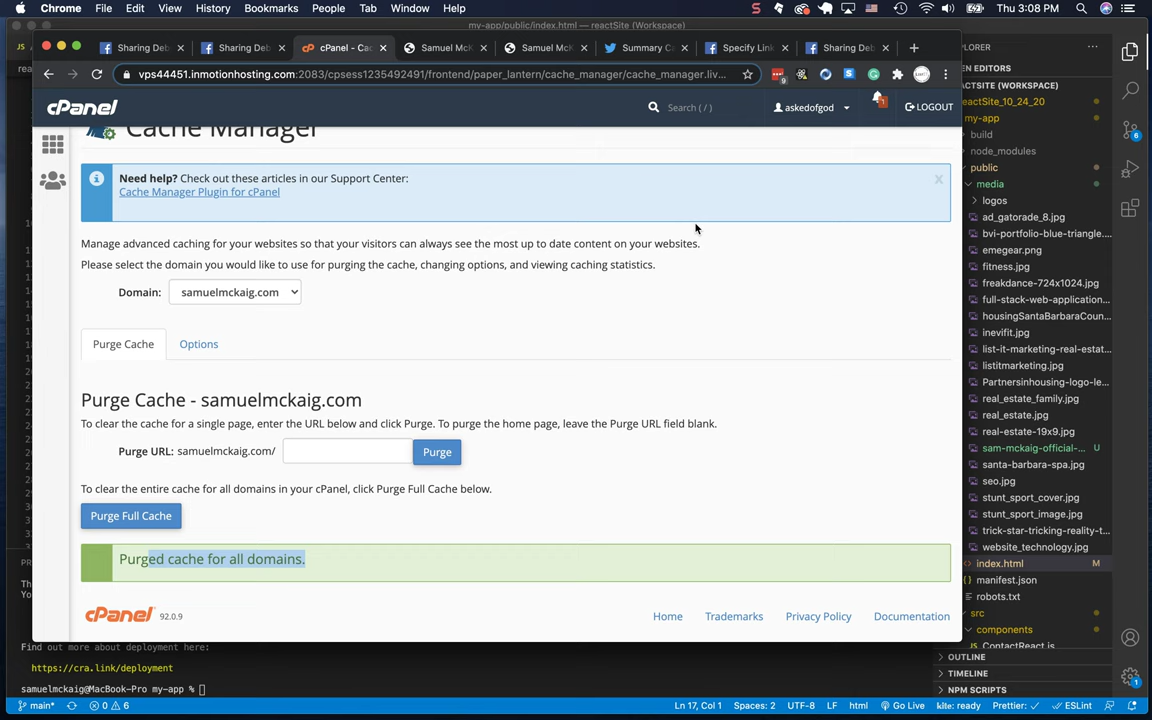 Chrome File Edit View History Bookmarks People Tab Window Help Thu 3:08 PM
my-app/public/index.html — reactSite (Workspace)
Sharing Deb Sharing Deb cPanel - Cac Samuel McK Samuel McK Summary Ca Specify Link Sharing Deb
vps44451.inmotionhosting.com:2083/cpsess1235492491/frontend/paper_lantern/cache_manager/cache_manager.liv...
cPanel Search ( / ) askedofgod 1 LOGOUT
Cache Manager
Need help? Check out these articles in our Support Center:
Cache Manager Plugin for cPanel
x
Manage advanced caching for your websites so that your visitors can always see the most up to date content on your websites.
Please select the domain you would like to use for purging the cache, changing options, and viewing caching statistics.
Domain: samuelmckaig.com
Purge Cache Options
Purge Cache - samuelmckaig.com
To clear the cache for a single page, enter the URL below and click Purge. To purge the home page, leave the Purge URL field blank.
Purge URL: samuelmckaig.com/ Purge
To clear the entire cache for all domains in your cPanel, click Purge Full Cache below.
Purge Full Cache
Purged cache for all domains.
cPanel 92.0.9 Home Trademarks Privacy Policy Documentation
Find out more about deployment here:
https://cra.link/deployment
samuelmckaig@MacBook-Pro my-app %
PLORER
EN EDITORS
ACTSITE (WORKSPACE)
eactSite_10_24_20
my-app
build
node_modules
public
media
logos
ad_gatorade_8.jpg
bvi-portfolio-blue-triangle....
emegear.png
fitness.jpg
freakdance-724x1024.jpg
full-stack-web-application...
housingSantaBarbaraCoun...
inevifit.jpg
list-it-marketing-real-estat...
listitmarketing.jpg
Partnersinhousing-logo-le...
real_estate_family.jpg
real_estate.jpg
real-estate-19x9.jpg
sam-mckaig-official-... U
santa-barbara-spa.jpg
seo.jpg
stunt_sport_cover.jpg
stunt_sport_image.jpg
trick-star-tricking-reality-t...
website_technology.jpg
index.html M
manifest.json
robots.txt
src
components
ContactReact.js
OUTLINE
TIMELINE
NPM SCRIPTS
6
1
main* 0 6 Ln 17, Col 1 Spaces: 2 UTF-8 LF html Go Live kite: ready Prettier: ✓ ESLint